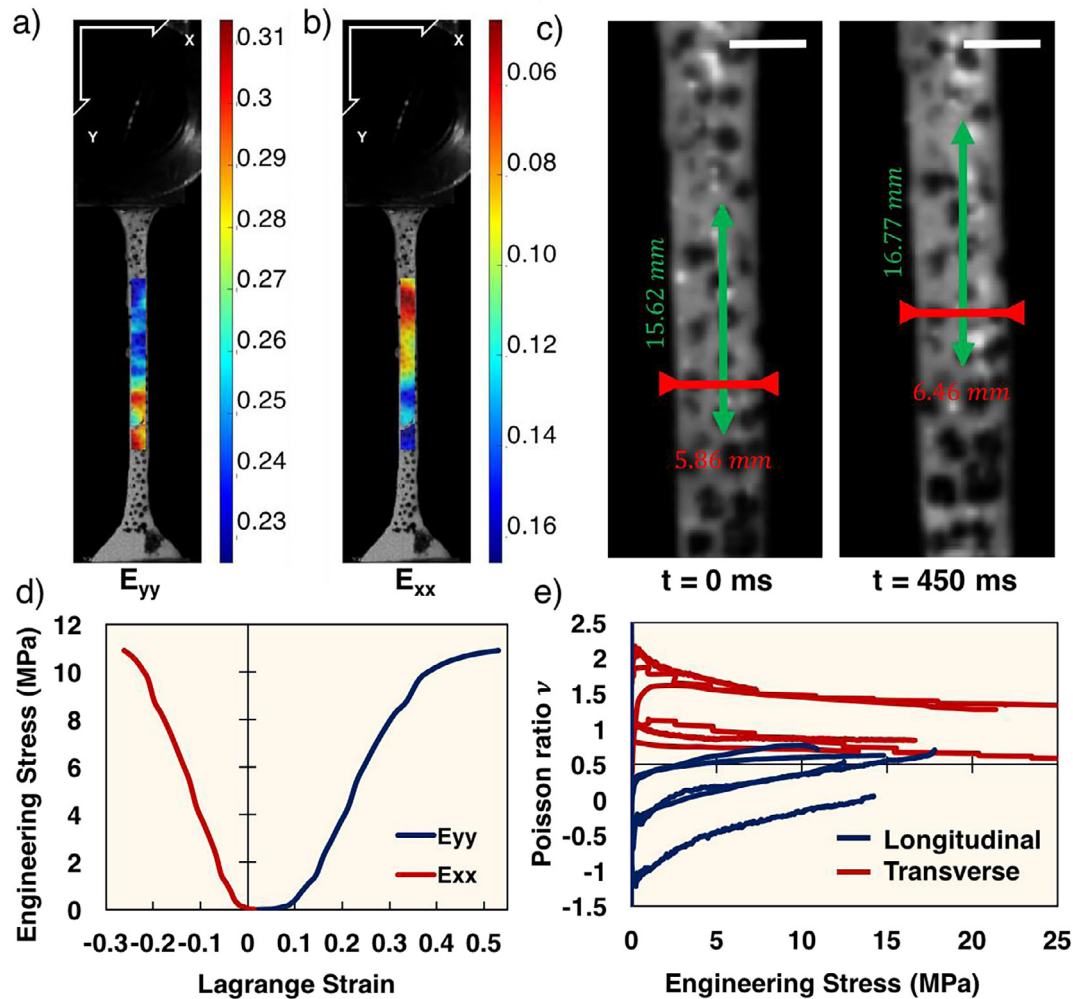 a)
X
Y
0.31
0.3
0.29
0.28
0.27
0.26
0.25
0.24
0.23
E_yy
b)
X
Y
0.06
0.08
0.10
0.12
0.14
0.16
E_xx
c)
15.62 mm
5.86 mm
t = 0 ms
16.77 mm
6.46 mm
t = 450 ms
d)
Engineering Stress (MPa)
12
10
8
6
4
2
0
-0.3 -0.2 -0.1 0 0.1 0.2 0.3 0.4 0.5
Lagrange Strain
Eyy
Exx
e)
Poisson ratio ν
2.5
2
1.5
1
0.5
0
-0.5
-1
-1.5
0 5 10 15 20 25
Engineering Stress (MPa)
Longitudinal
Transverse